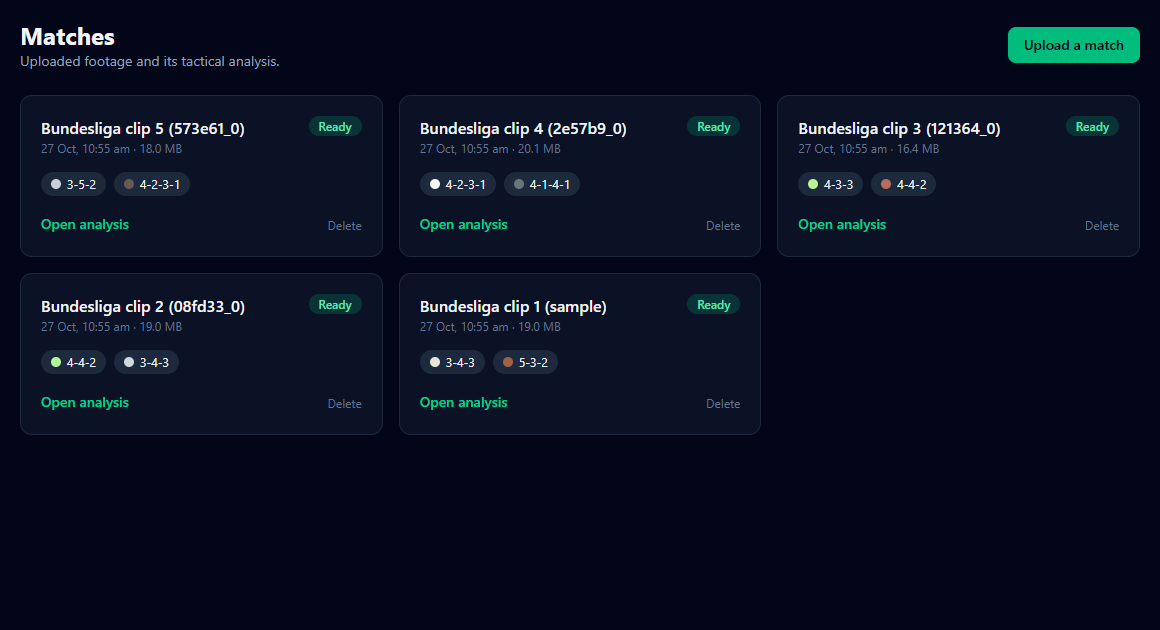 Matches
Uploaded footage and its tactical analysis.
Upload a match
Bundesliga clip 5 (573e61_0)
Ready
27 Oct, 10:55 am · 18.0 MB
3-5-2
4-2-3-1
Open analysis
Delete
Bundesliga clip 4 (2e57b9_0)
Ready
27 Oct, 10:55 am · 20.1 MB
4-2-3-1
4-1-4-1
Open analysis
Delete
Bundesliga clip 3 (121364_0)
Ready
27 Oct, 10:55 am · 16.4 MB
4-3-3
4-4-2
Open analysis
Delete
Bundesliga clip 2 (08fd33_0)
Ready
27 Oct, 10:55 am · 19.0 MB
4-4-2
3-4-3
Open analysis
Delete
Bundesliga clip 1 (sample)
Ready
27 Oct, 10:55 am · 19.0 MB
3-4-3
5-3-2
Open analysis
Delete